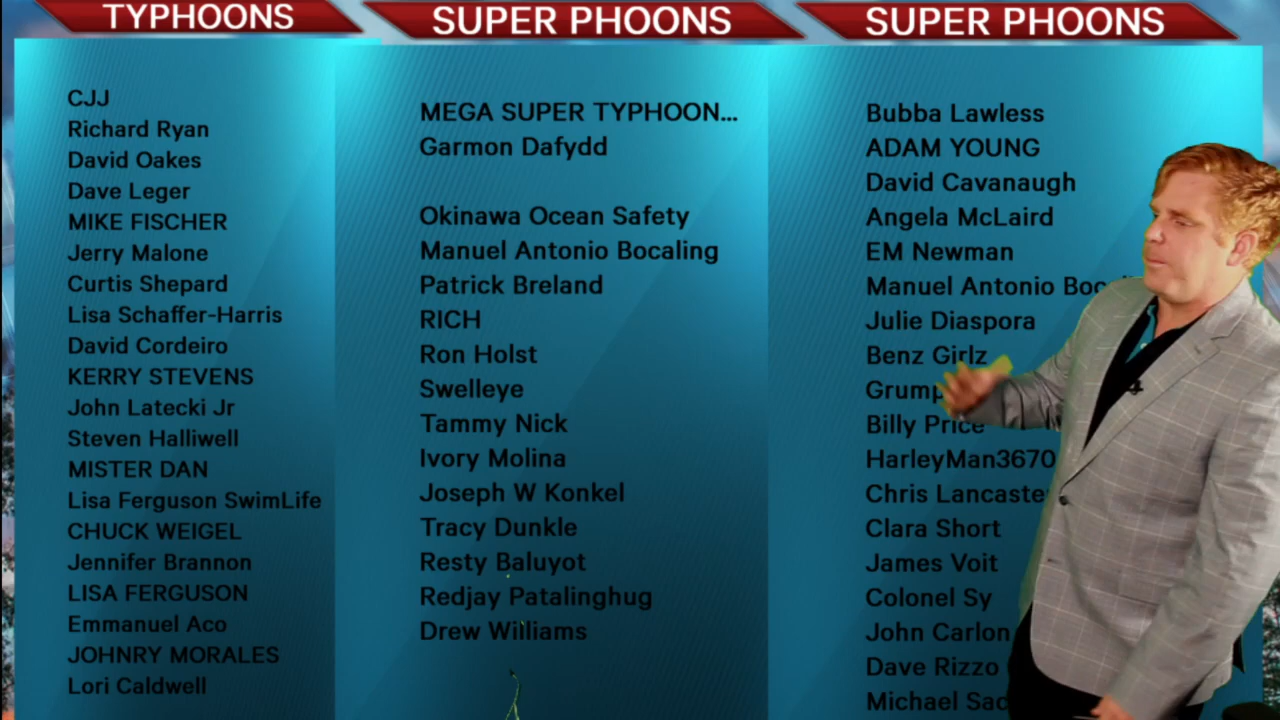 TYPHOONS
CJJ
Richard Ryan
David Oakes
Dave Leger
MIKE FISCHER
Jerry Malone
Curtis Shepard
Lisa Schaffer-Harris
David Cordeiro
KERRY STEVENS
John Latecki Jr
Steven Halliwell
MISTER DAN
Lisa Ferguson SwimLife
CHUCK WEIGEL
Jennifer Brannon
LISA FERGUSON
Emmanuel Aco
JOHNRY MORALES
Lori Caldwell
SUPER PHOONS
MEGA SUPER TYPHOON...
Garmon Dafydd
Okinawa Ocean Safety
Manuel Antonio Bocaling
Patrick Breland
RICH
Ron Holst
Swelleye
Tammy Nick
Ivory Molina
Joseph W Konkel
Tracy Dunkle
Resty Baluyot
Redjay Patalinghug
Drew Williams
SUPER PHOONS
Bubba Lawless
ADAM YOUNG
David Cavanaugh
Angela McLaird
EM Newman
Manuel Antonio
Julie Diaspora
Benz Girlz
Billy Price
HarleyMan3670
Chris
Clara Short
James Voit
Colonel Sy
John
Dave Rizzo
Michael